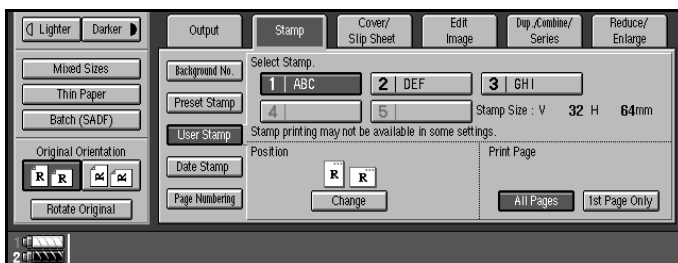 Lighter Darker
Mixed Sizes
Thin Paper
Batch (SADF)
Original Orientation
R R R R
Rotate Original
1
2
Output
Stamp
Cover/
Slip Sheet
Edit
Image
Dup./Combine/
Series
Reduce/
Enlarge
Background No.
Preset Stamp
User Stamp
Date Stamp
Page Numbering
Select Stamp.
1 ABC 2 DEF 3 GHI
4 5 Stamp Size : V 32 H 64mm
Stamp printing may not be available in some settings.
Position
R R
Change
Print Page
All Pages 1st Page Only